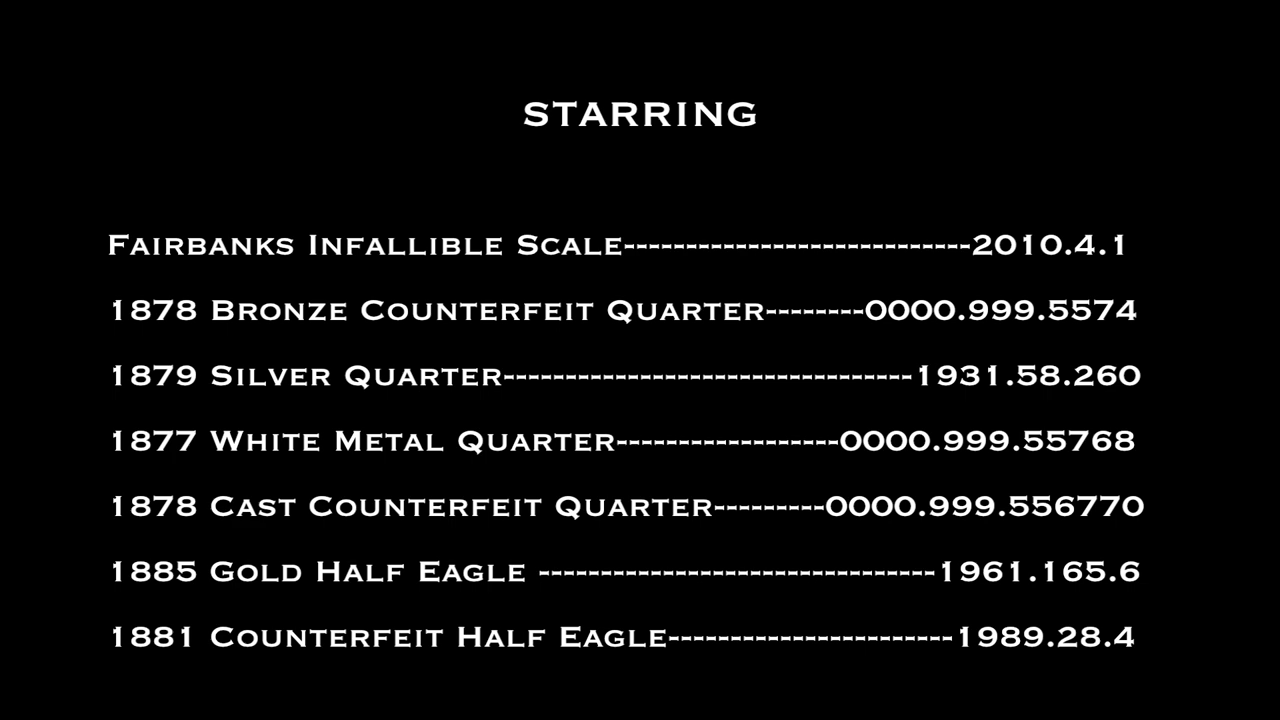 STARRING
Fairbanks Infallible Scale----------------------------2010.4.1
1878 Bronze Counterfeit Quarter--------0000.999.5574
1879 Silver Quarter---------------------------------1931.58.260
1877 White Metal Quarter------------------0000.999.55768
1878 Cast Counterfeit Quarter---------0000.999.556770
1885 Gold Half Eagle --------------------------------1961.165.6
1881 Counterfeit Half Eagle-----------------------1989.28.4